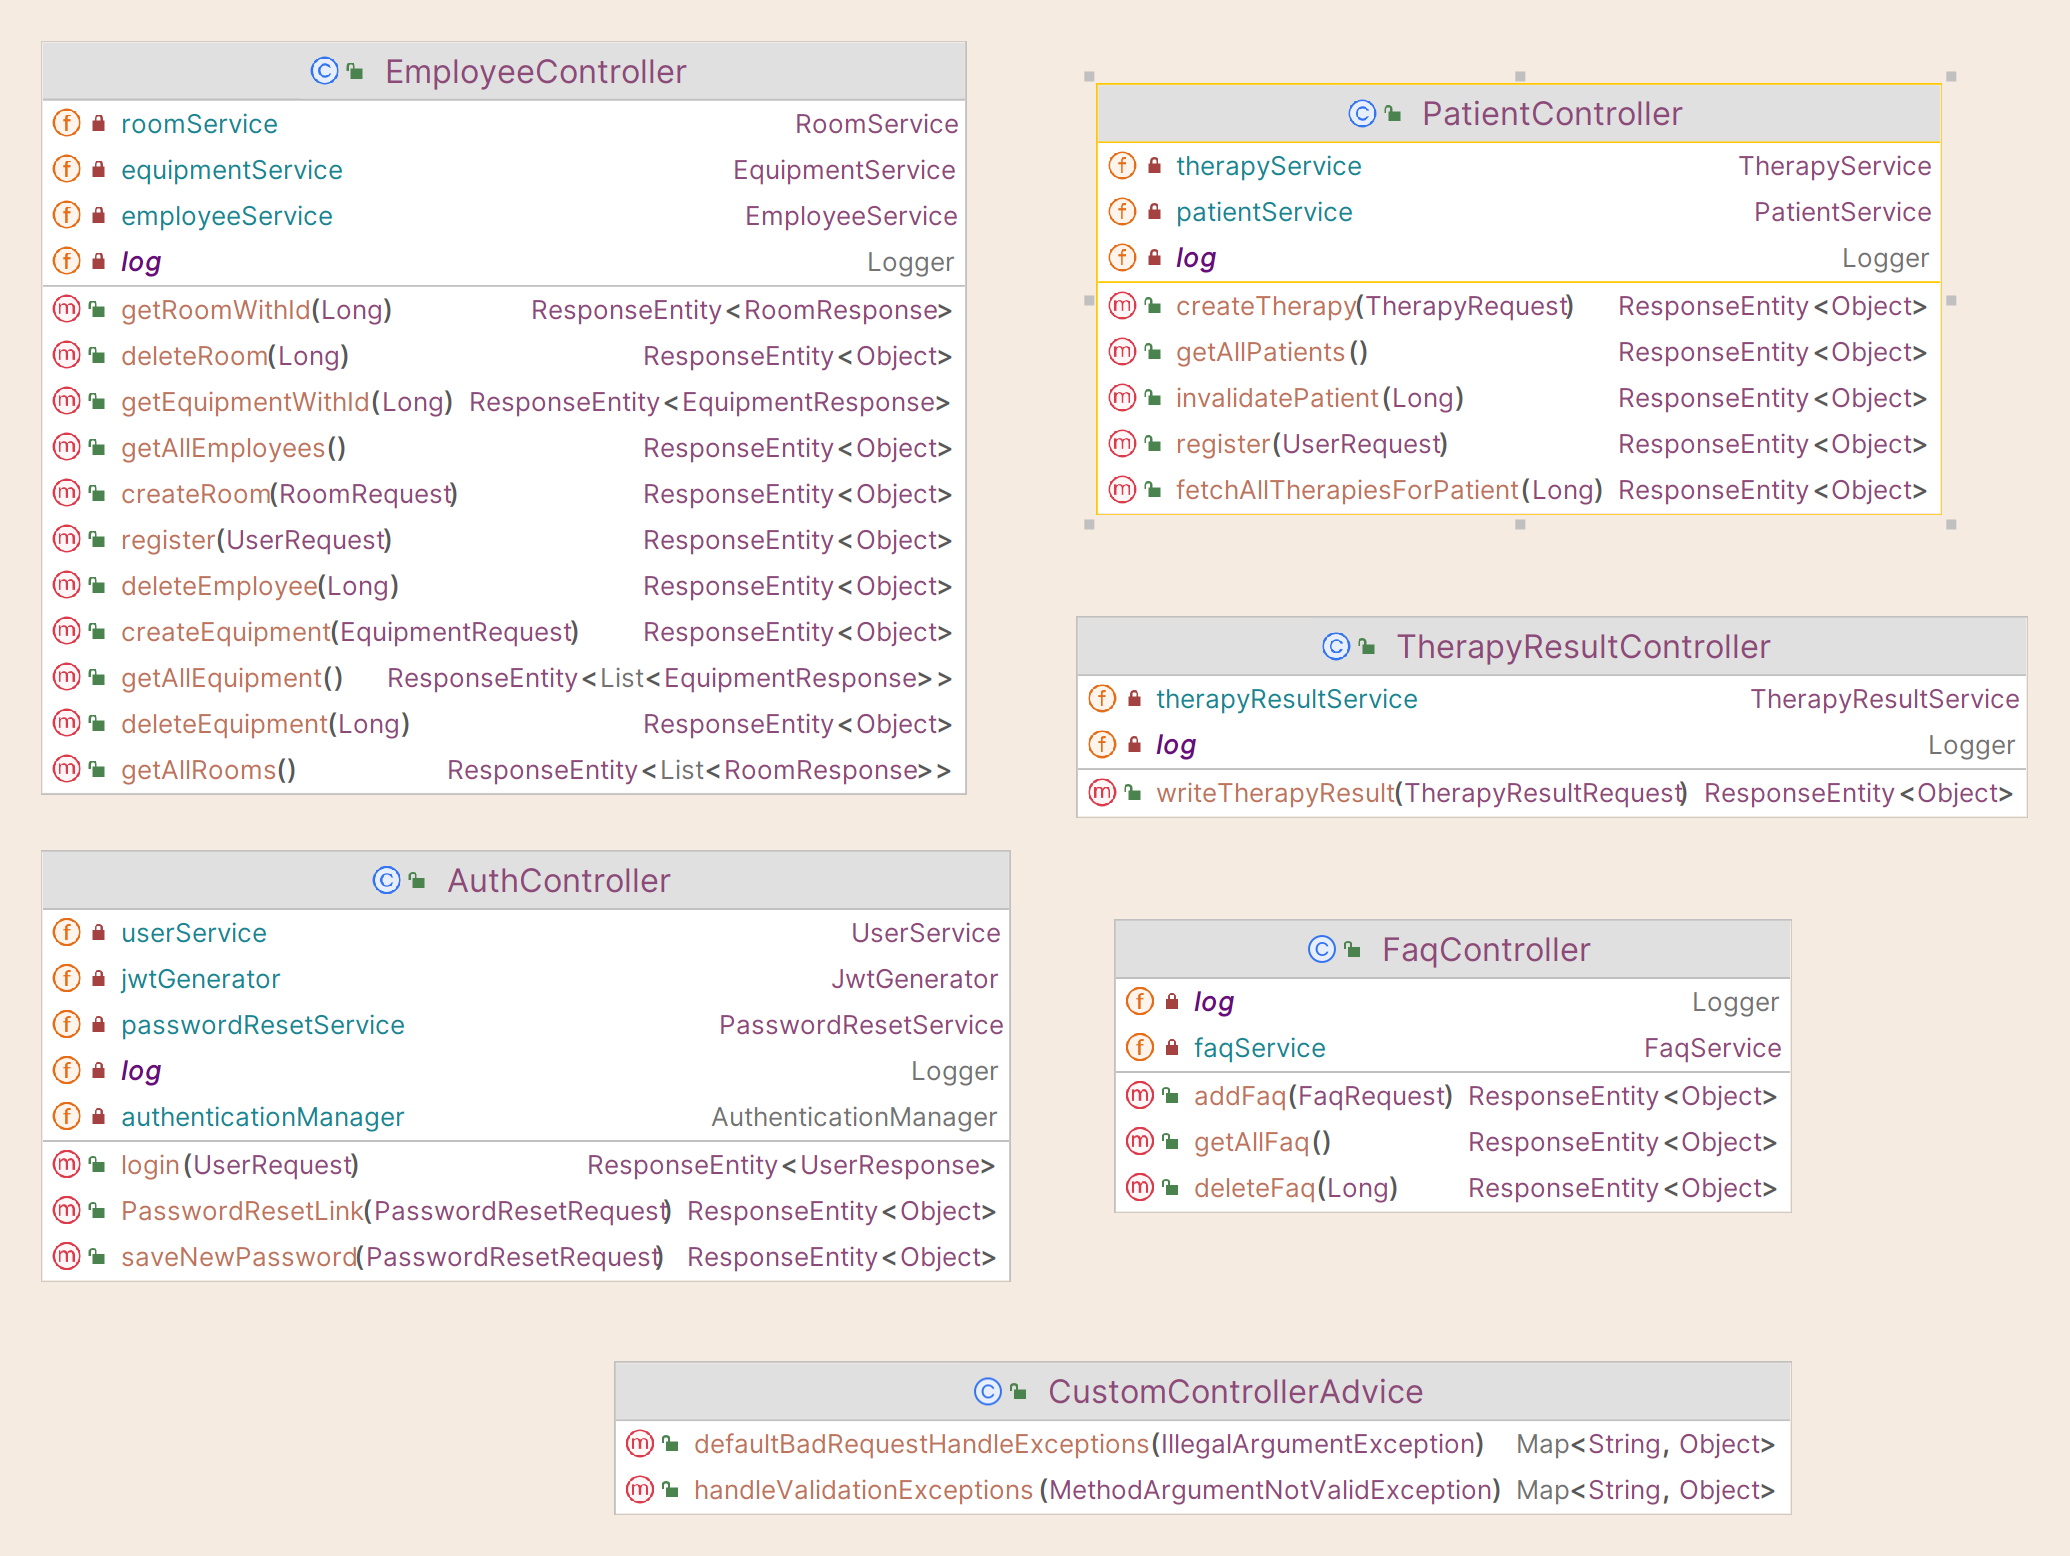 EmployeeController
roomService RoomService
equipmentService EquipmentService
employeeService EmployeeService
log Logger
getRoomWithId(Long) ResponseEntity<RoomResponse>
deleteRoom(Long) ResponseEntity<Object>
getEquipmentWithId(Long) ResponseEntity<EquipmentResponse>
getAllEmployees() ResponseEntity<Object>
createRoom(RoomRequest) ResponseEntity<Object>
register(UserRequest) ResponseEntity<Object>
deleteEmployee(Long) ResponseEntity<Object>
createEquipment(EquipmentRequest) ResponseEntity<Object>
getAllEquipment() ResponseEntity<List<EquipmentResponse>>
deleteEquipment(Long) ResponseEntity<Object>
getAllRooms() ResponseEntity<List<RoomResponse>>
PatientController
therapyService TherapyService
patientService PatientService
log Logger
createTherapy(TherapyRequest) ResponseEntity<Object>
getAllPatients() ResponseEntity<Object>
invalidatePatient(Long) ResponseEntity<Object>
register(UserRequest) ResponseEntity<Object>
fetchAllTherapiesForPatient(Long) ResponseEntity<Object>
TherapyResultController
therapyResultService TherapyResultService
log Logger
writeTherapyResult(TherapyResultRequest) ResponseEntity<Object>
AuthController
userService UserService
jwtGenerator JwtGenerator
passwordResetService PasswordResetService
log Logger
authenticationManager AuthenticationManager
login(UserRequest) ResponseEntity<UserResponse>
PasswordResetLink(PasswordResetRequest) ResponseEntity<Object>
saveNewPassword(PasswordResetRequest) ResponseEntity<Object>
FaqController
log Logger
faqService FaqService
addFaq(FaqRequest) ResponseEntity<Object>
getAllFaq() ResponseEntity<Object>
deleteFaq(Long) ResponseEntity<Object>
CustomControllerAdvice
defaultBadRequestHandleExceptions(IllegalArgumentException) Map<String, Object>
handleValidationExceptions(MethodArgumentNotValidException) Map<String, Object>